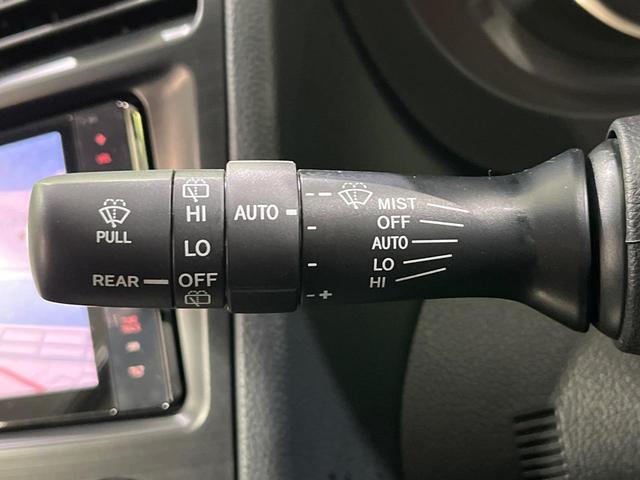 PULL
REAR
HI
LO
OFF
AUTO
- +
MIST
OFF
AUTO
LO
HI